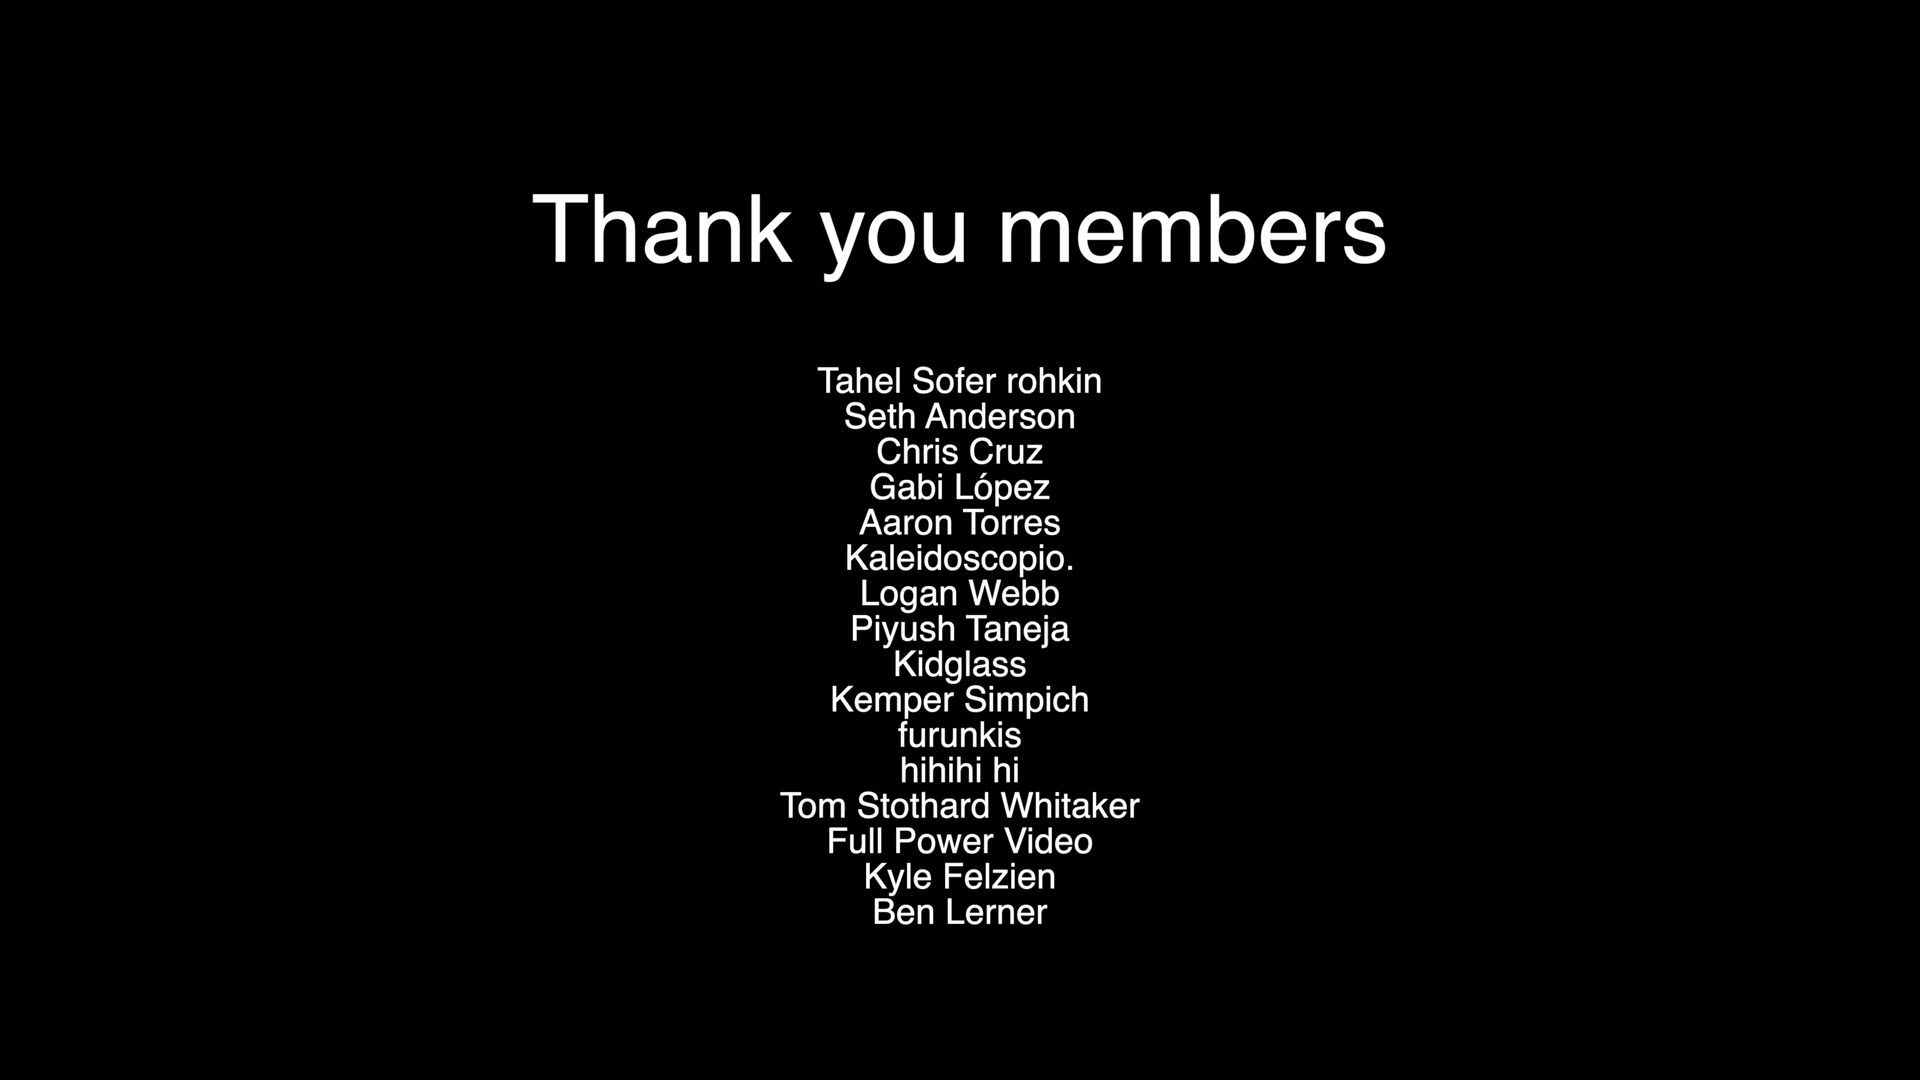 Thank you members
Tahel Sofer rohkin
Seth Anderson
Chris Cruz
Gabi López
Aaron Torres
Kaleidoscopio.
Logan Webb
Piyush Taneja
Kidglass
Kemper Simpich
furunkis
hihihi hi
Tom Stothard Whitaker
Full Power Video
Kyle Felzien
Ben Lerner